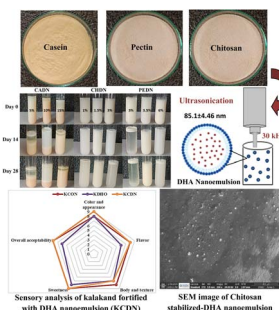 Casein
Pectin
Chitosan
CADN
CHDN
PEDN
Day 0
Day 14
Day 28
Ultrasonication
85.1±4.46 nm
30 kH
DHA Nanoemulsion
KCON
KDHO
KCDN
Color and
appearance
Flavor
Body and texture
Sweetness
Overall acceptability
Sensory analysis of kalakand fortified
with DHA nanoemulsion (KCDN)
SEM image of Chitosan
stabilized-DHA nanoemulsion